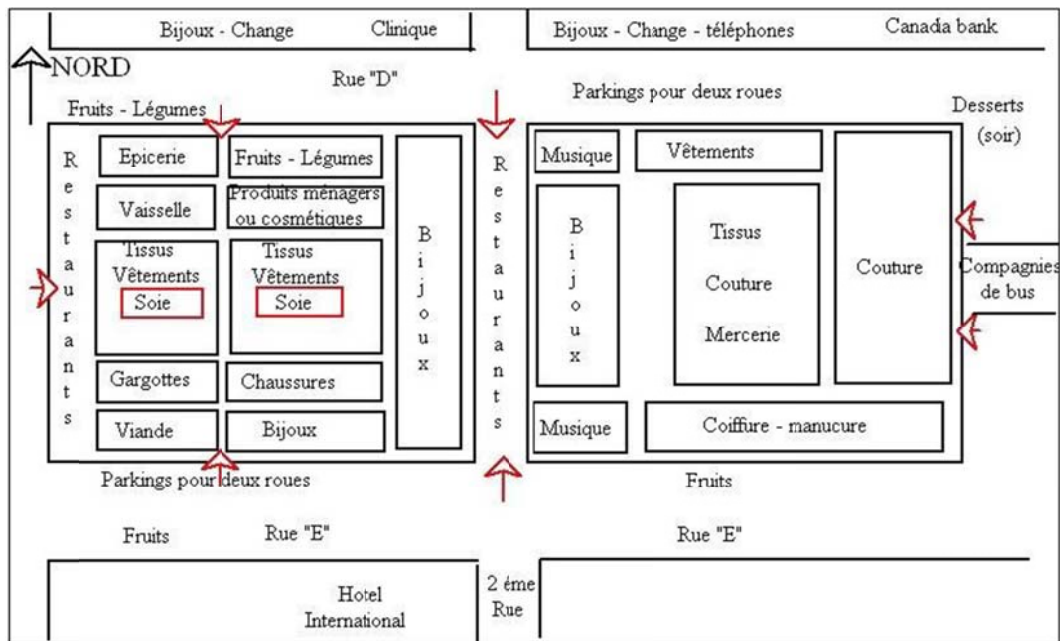 Bijoux - Change
Clinique
Bijoux - Change - téléphones
Canada bank
NORD
Rue "D"
Parkings pour deux roues
Fruits - Légumes
Desserts
(soir)
Restaurants
Epicerie
Fruits - Légumes
Vaisselle
Produits ménagers
ou cosmétiques
Tissus
Vêtements
Soie
Tissus
Vêtements
Soie
Gargottes
Chaussures
Viande
Bijoux
Bijoux
Restaurants
Musique
Vêtements
Bijoux
Tissus
Couture
Mercerie
Couture
Compagnies
de bus
Musique
Coiffure - manucure
Parkings pour deux roues
Fruits
Fruits
Rue "E"
Rue "E"
Hotel
International
2 éme
Rue